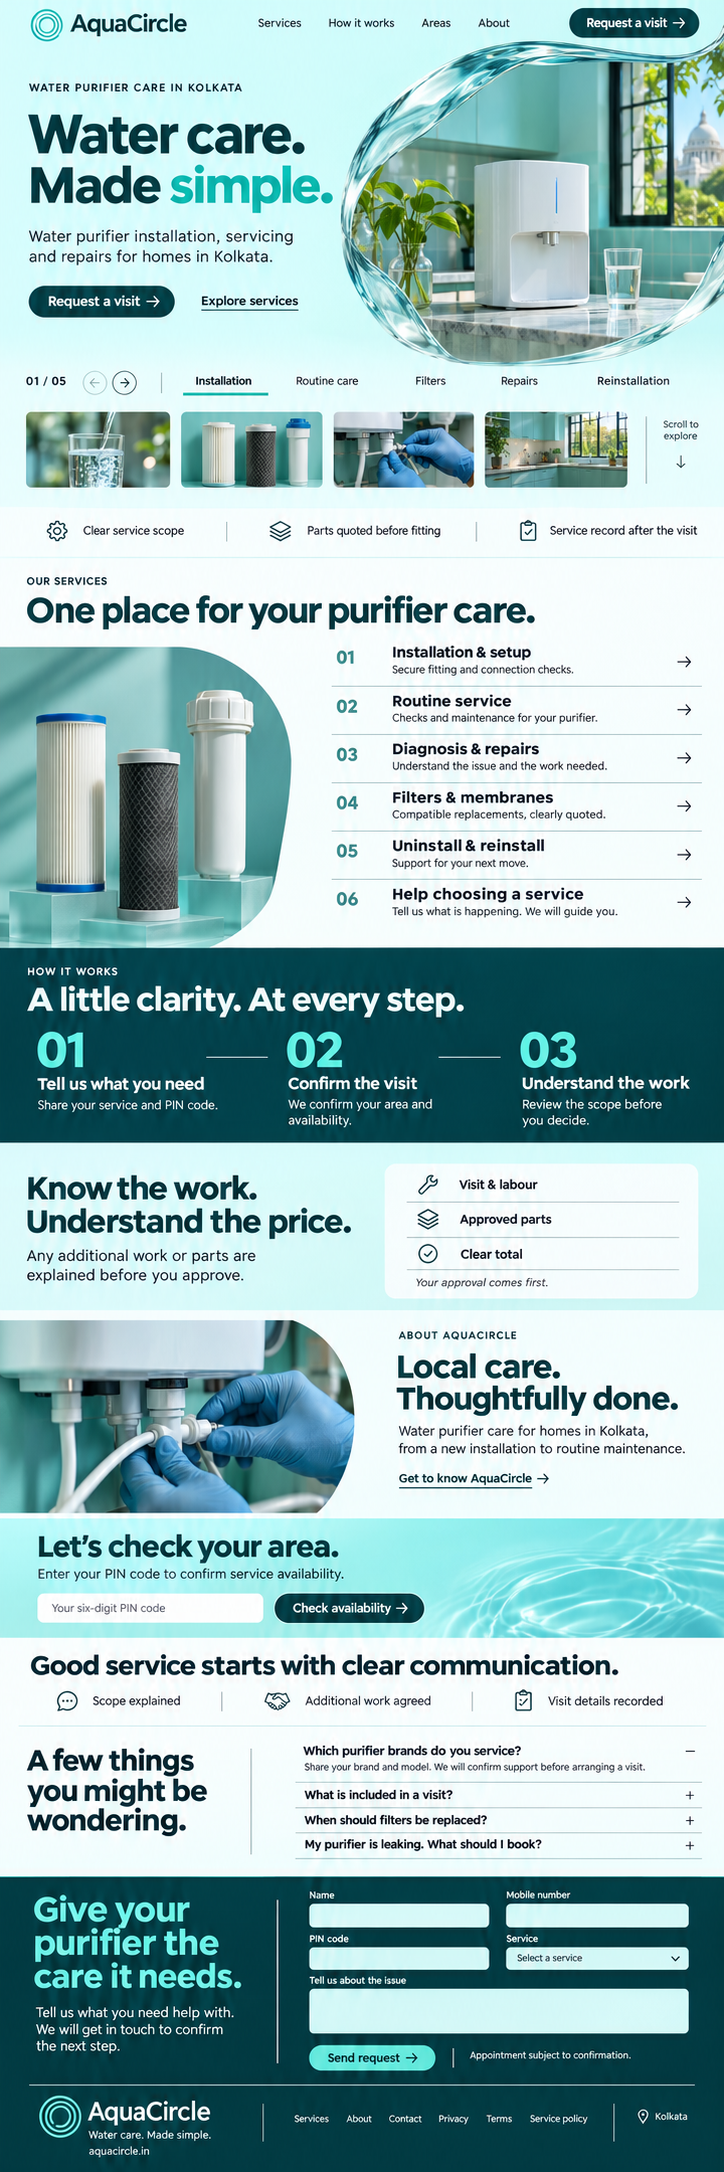 AquaCircle
Services
How it works
Areas
About
Request a visit →
WATER PURIFIER CARE IN KOLKATA
Water care.
Made simple.
Water purifier installation, servicing
and repairs for homes in Kolkata.
Request a visit →
Explore services
01 / 05
← →
Installation
Routine care
Filters
Repairs
Reinstallation
Scroll to
explore
↓
Clear service scope
Parts quoted before fitting
Service record after the visit
OUR SERVICES
One place for your purifier care.
01
Installation & setup
Secure fitting and connection checks.
→
02
Routine service
Checks and maintenance for your purifier.
→
03
Diagnosis & repairs
Understand the issue and the work needed.
→
04
Filters & membranes
Compatible replacements, clearly quoted.
→
05
Uninstall & reinstall
Support for your next move.
→
06
Help choosing a service
Tell us what is happening. We will guide you.
→
HOW IT WORKS
A little clarity. At every step.
01
Tell us what you need
Share your service and PIN code.
02
Confirm the visit
We confirm your area and
availability.
03
Understand the work
Review the scope before
you decide.
Know the work.
Understand the price.
Any additional work or parts are
explained before you approve.
Visit & labour
Approved parts
Clear total
Your approval comes first.
ABOUT AQUACIRCLE
Local care.
Thoughtfully done.
Water purifier care for homes in Kolkata,
from a new installation to routine maintenance.
Get to know AquaCircle →
Let's check your area.
Enter your PIN code to confirm service availability.
Your six-digit PIN code
Check availability →
Good service starts with clear communication.
Scope explained
Additional work agreed
Visit details recorded
A few things
you might be
wondering.
Which purifier brands do you service? −
Share your brand and model. We will confirm support before arranging a visit.
What is included in a visit? +
When should filters be replaced? +
My purifier is leaking. What should I book? +
Give your
purifier the
care it needs.
Tell us what you need help with.
We will get in touch to confirm
the next step.
Name
Mobile number
PIN code
Service
Select a service
Tell us about the issue
Send request →
Appointment subject to confirmation.
AquaCircle
Water care. Made simple.
aquacircle.in
Services
About
Contact
Privacy
Terms
Service policy
Kolkata